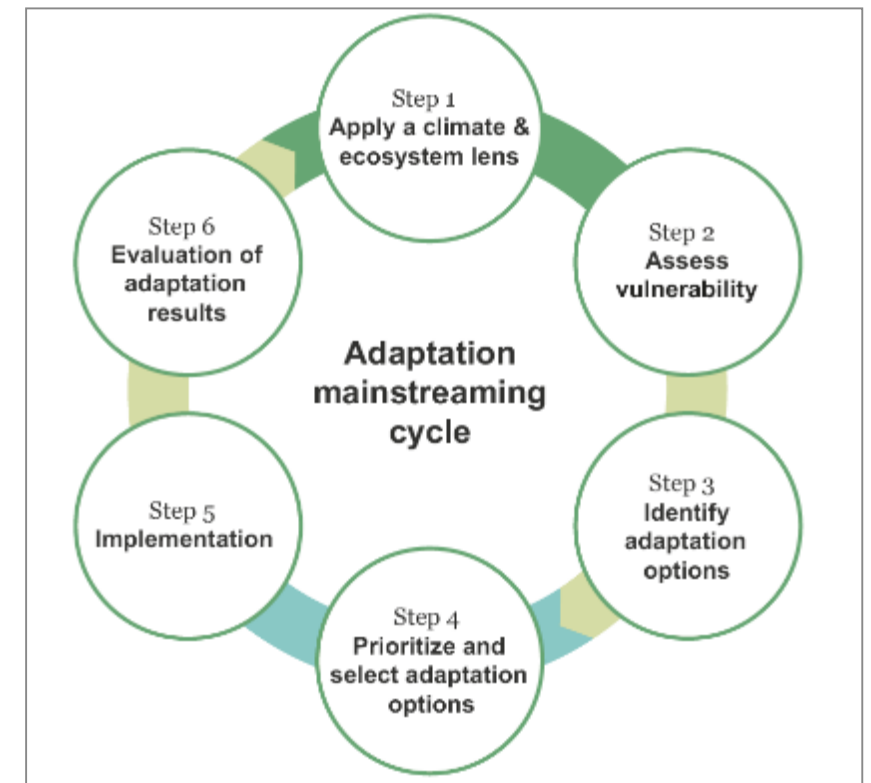 Step 1
Apply a climate &
ecosystem lens
Step 2
Assess
vulnerability
Step 3
Identify
adaptation
options
Step 4
Prioritize and
select adaptation
options
Step 5
Implementation
Step 6
Evaluation of
adaptation
results
Adaptation
mainstreaming
cycle